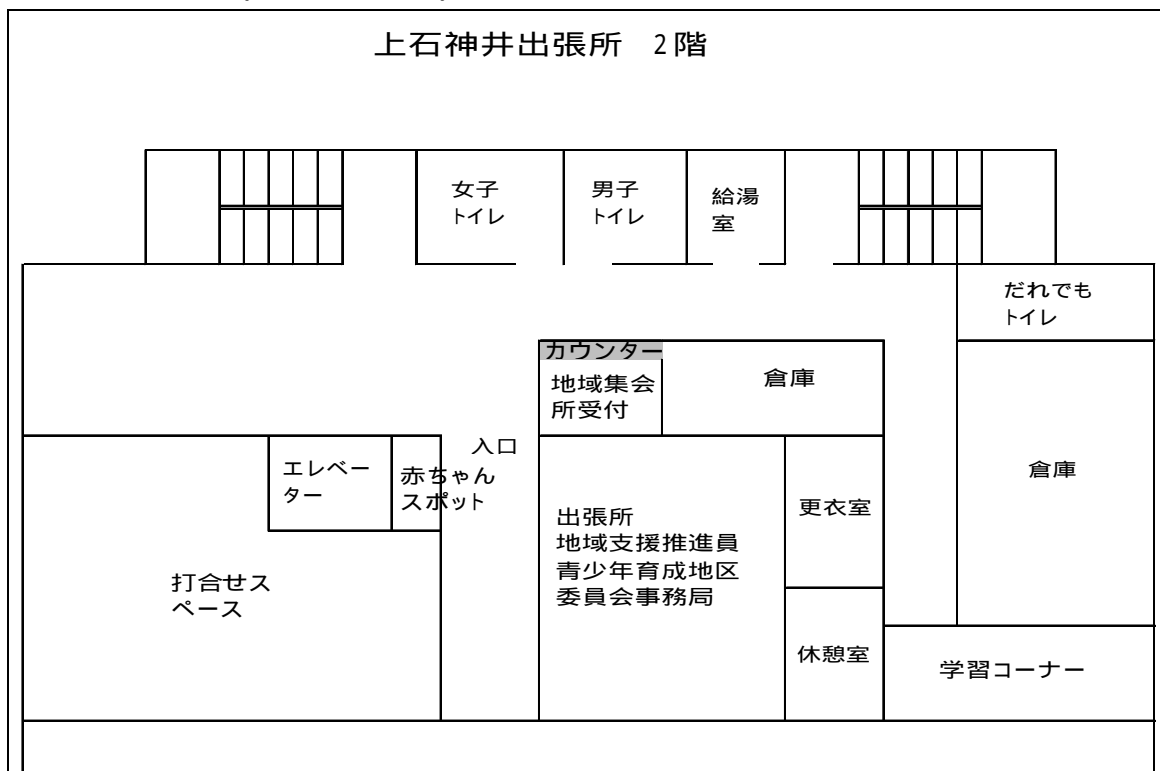 上石神井出張所 2階
女子
トイレ
男子
トイレ
給湯
室
だれでも
トイレ
カウンター
地域集会
所受付
倉庫
入口
エレベー
ター
赤ちゃん
スポット
倉庫
更衣室
出張所
地域支援推進員
青少年育成地区
委員会事務局
打合せス
ペース
休憩室
学習コーナー